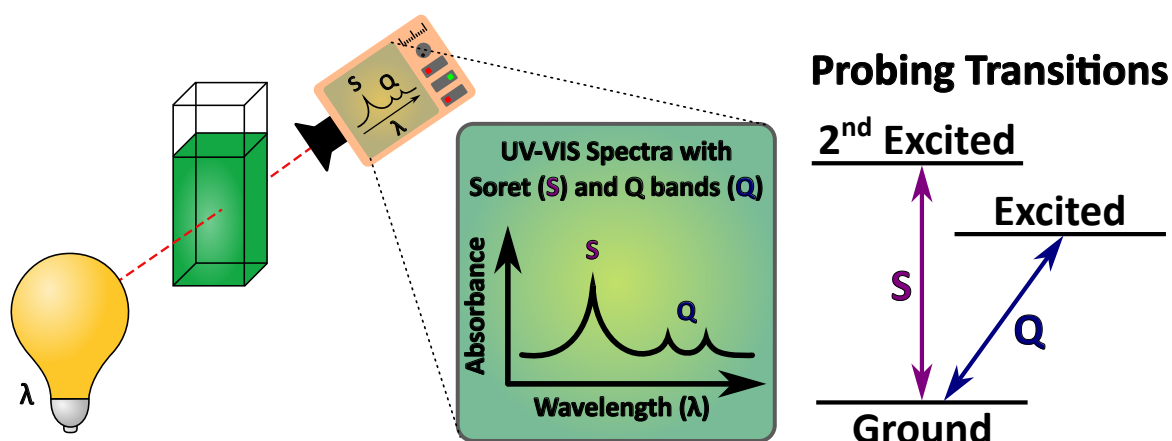 λ
S
Q
λ
UV-VIS Spectra with
Soret (S) and Q bands (Q)
S
Q
Absorbance
Wavelength (λ)
Probing Transitions
2nd Excited
Excited
S
Q
Ground